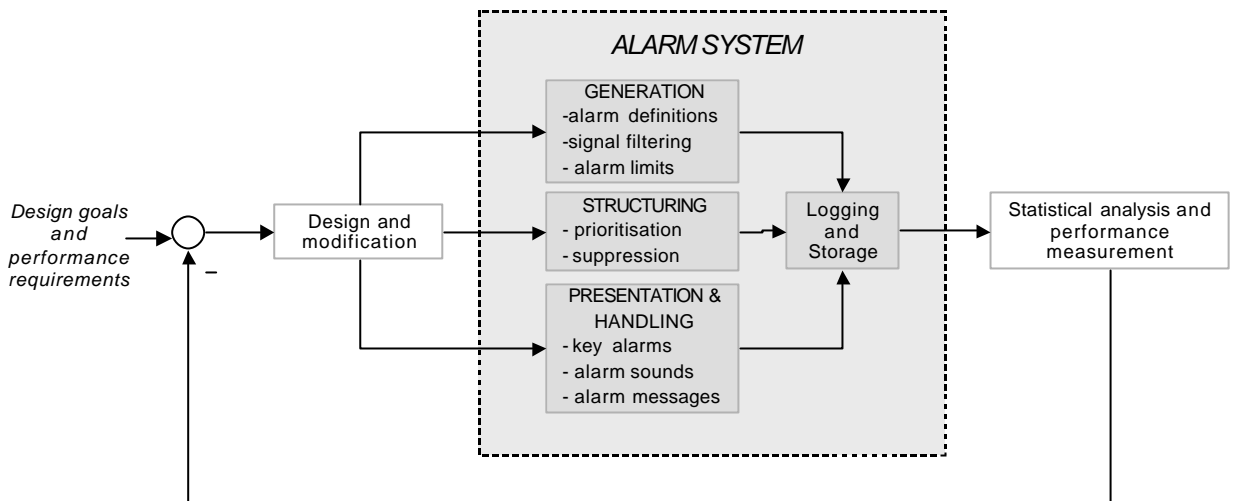 ALARM SYSTEM
GENERATION
-alarm definitions
-signal filtering
- alarm limits
Design goals
and
performance
requirements
–
Design and
modification
STRUCTURING
- prioritisation
- suppression
Logging
and
Storage
Statistical analysis and
performance
measurement
PRESENTATION &
HANDLING
- key alarms
- alarm sounds
- alarm messages